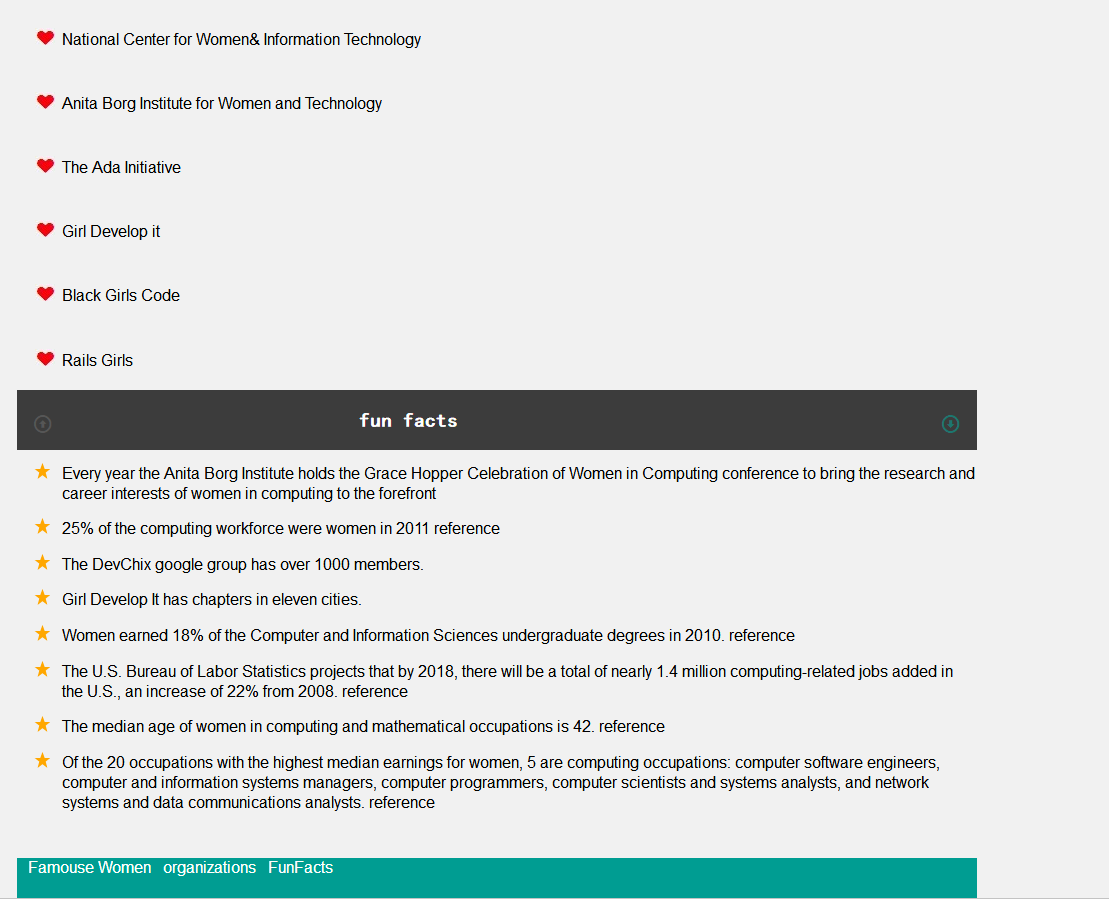 National Center for Women& Information Technology
Anita Borg Institute for Women and Technology
The Ada Initiative
Girl Develop it
Black Girls Code
Rails Girls
fun facts
Every year the Anita Borg Institute holds the Grace Hopper Celebration of Women in Computing conference to bring the research and
career interests of women in computing to the forefront
25% of the computing workforce were women in 2011 reference
The DevChix google group has over 1000 members.
Girl Develop It has chapters in eleven cities.
Women earned 18% of the Computer and Information Sciences undergraduate degrees in 2010. reference
The U.S. Bureau of Labor Statistics projects that by 2018, there will be a total of nearly 1.4 million computing-related jobs added in
the U.S., an increase of 22% from 2008. reference
The median age of women in computing and mathematical occupations is 42. reference
Of the 20 occupations with the highest median earnings for women, 5 are computing occupations: computer software engineers,
computer and information systems managers, computer programmers, computer scientists and systems analysts, and network
systems and data communications analysts. reference
Famouse Women organizations FunFacts